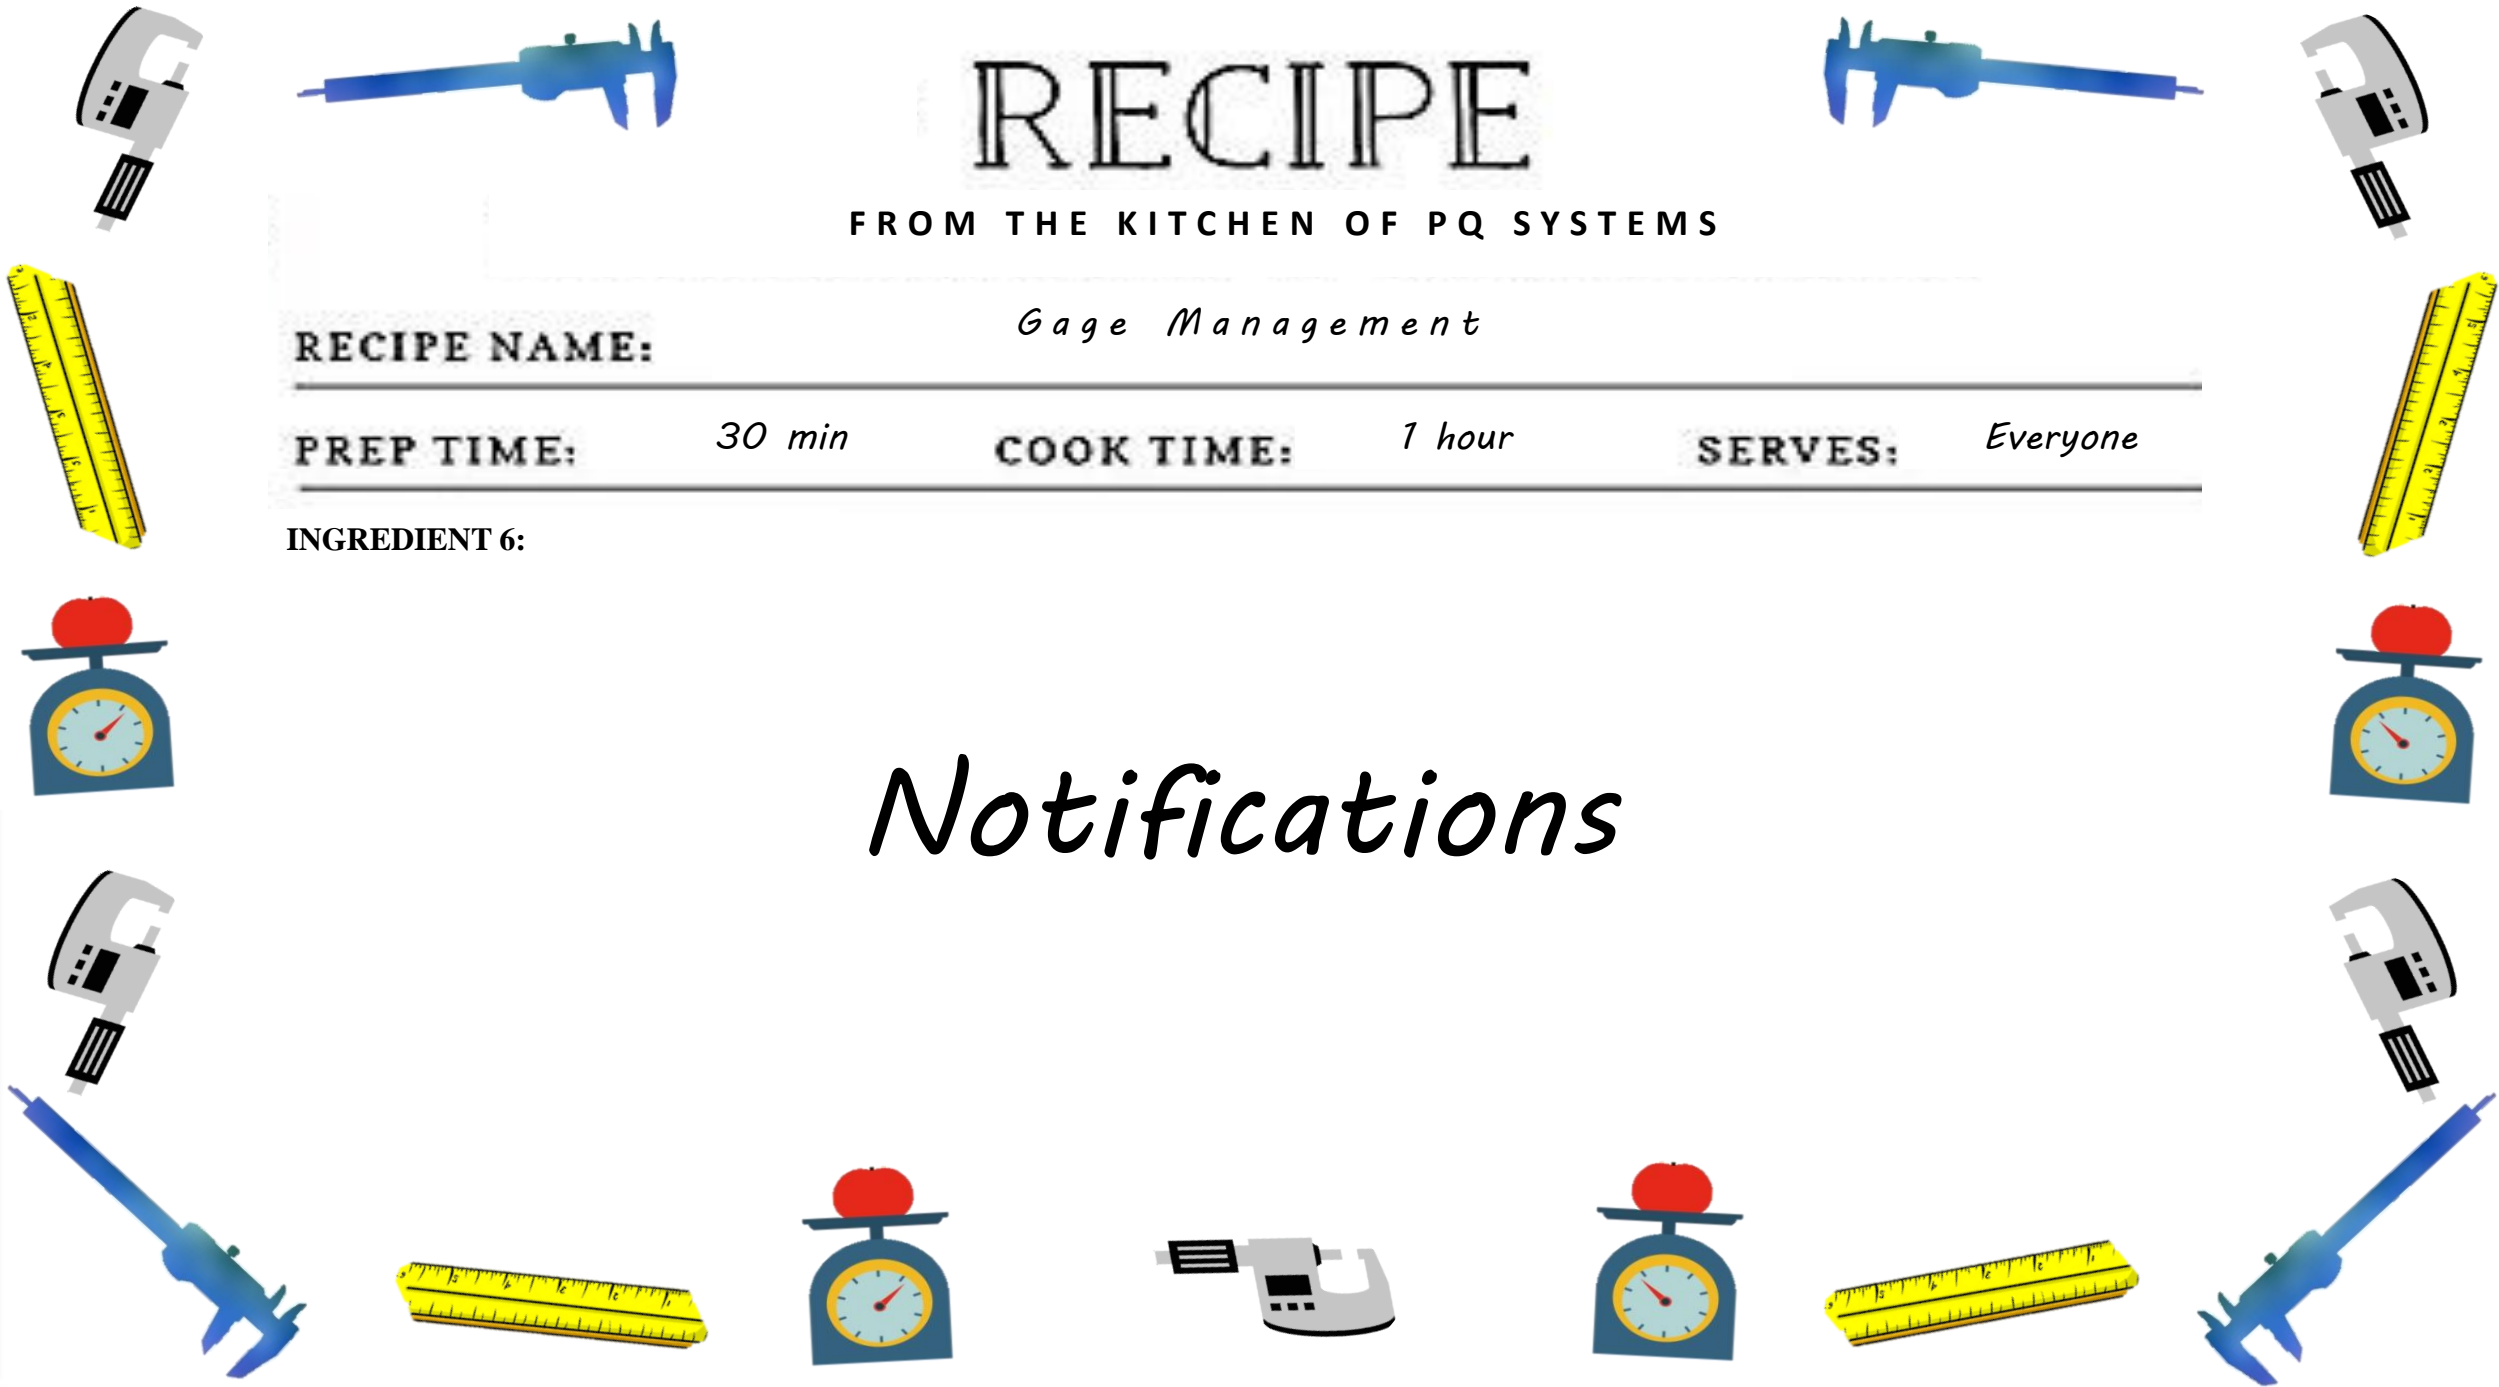 RECIPE
FROM THE KITCHEN OF PQ SYSTEMS
RECIPE NAME: Gage Management
PREP TIME: 30 min COOK TIME: 1 hour SERVES: Everyone
INGREDIENT 6:
Notifications